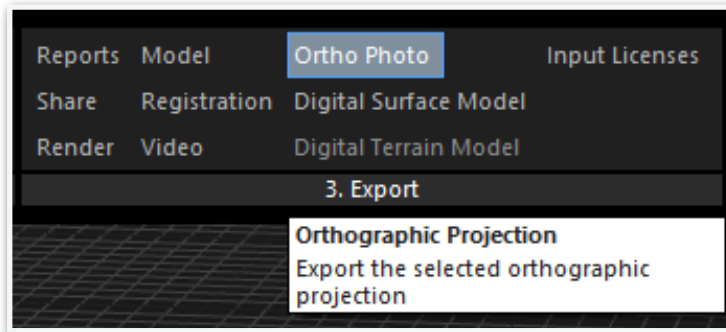 Reports Model Ortho Photo Input Licenses
Share Registration Digital Surface Model
Render Video Digital Terrain Model
3. Export
Orthographic Projection
Export the selected orthographic
projection